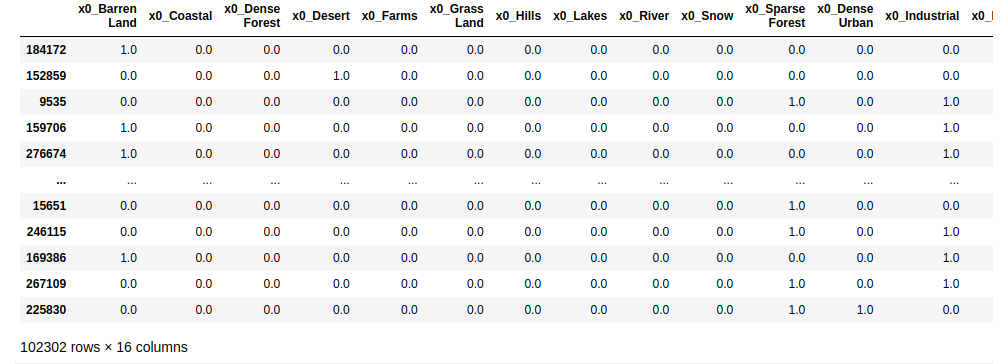 x0_Barren Land x0_Coastal x0_Dense Forest x0_Desert x0_Farms x0_Grass Land x0_Hills x0_Lakes x0_River x0_Snow x0_Sparse Forest x0_Dense Urban x0_Industrial x0_
184172 1.0 0.0 0.0 0.0 0.0 0.0 0.0 0.0 0.0 0.0 0.0 0.0 0.0
152859 0.0 0.0 0.0 1.0 0.0 0.0 0.0 0.0 0.0 0.0 0.0 0.0 0.0
9535 0.0 0.0 0.0 0.0 0.0 0.0 0.0 0.0 0.0 0.0 1.0 0.0 1.0
159706 1.0 0.0 0.0 0.0 0.0 0.0 0.0 0.0 0.0 0.0 0.0 0.0 1.0
276674 1.0 0.0 0.0 0.0 0.0 0.0 0.0 0.0 0.0 0.0 0.0 0.0 1.0
... ... ... ... ... ... ... ... ... ... ... ... ... ...
15651 0.0 0.0 0.0 0.0 0.0 0.0 0.0 0.0 0.0 0.0 1.0 0.0 0.0
246115 0.0 0.0 0.0 0.0 0.0 0.0 0.0 0.0 0.0 0.0 1.0 0.0 1.0
169386 1.0 0.0 0.0 0.0 0.0 0.0 0.0 0.0 0.0 0.0 0.0 0.0 1.0
267109 0.0 0.0 0.0 0.0 0.0 0.0 0.0 0.0 0.0 0.0 1.0 0.0 1.0
225830 0.0 0.0 0.0 0.0 0.0 0.0 0.0 0.0 0.0 0.0 1.0 1.0 0.0
102302 rows × 16 columns